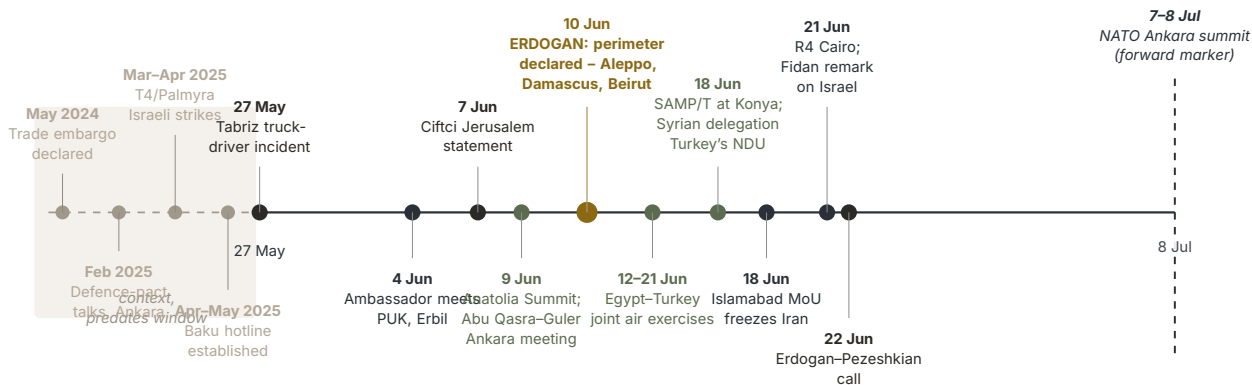 May 2024
Trade embargo
declared
Mar–Apr 2025
T4/Palmyra
Israeli strikes
27 May
Tabriz truck-
driver incident
7 Jun
Ciftci Jerusalem
statement
10 Jun
ERDOGAN: perimeter
declared – Aleppo,
Damascus, Beirut
18 Jun
SAMP/T at Konya;
Syrian delegation
Turkey's NDU
21 Jun
R4 Cairo;
Fidan remark
on Israel
7–8 Jul
NATO Ankara summit
(forward marker)
27 May
8 Jul
Feb 2025
Defence-pact
talks, Ankara
context,
predates window
Apr–May 2025
Baku hotline
established
4 Jun
Ambassador meets
PUK, Erbil
9 Jun
Anatolia Summit;
Abu Qasra–Guler
Ankara meeting
12–21 Jun
Egypt–Turkey
joint air exercises
18 Jun
Islamabad MoU
freezes Iran
22 Jun
Erdogan–Pezeshkian
call